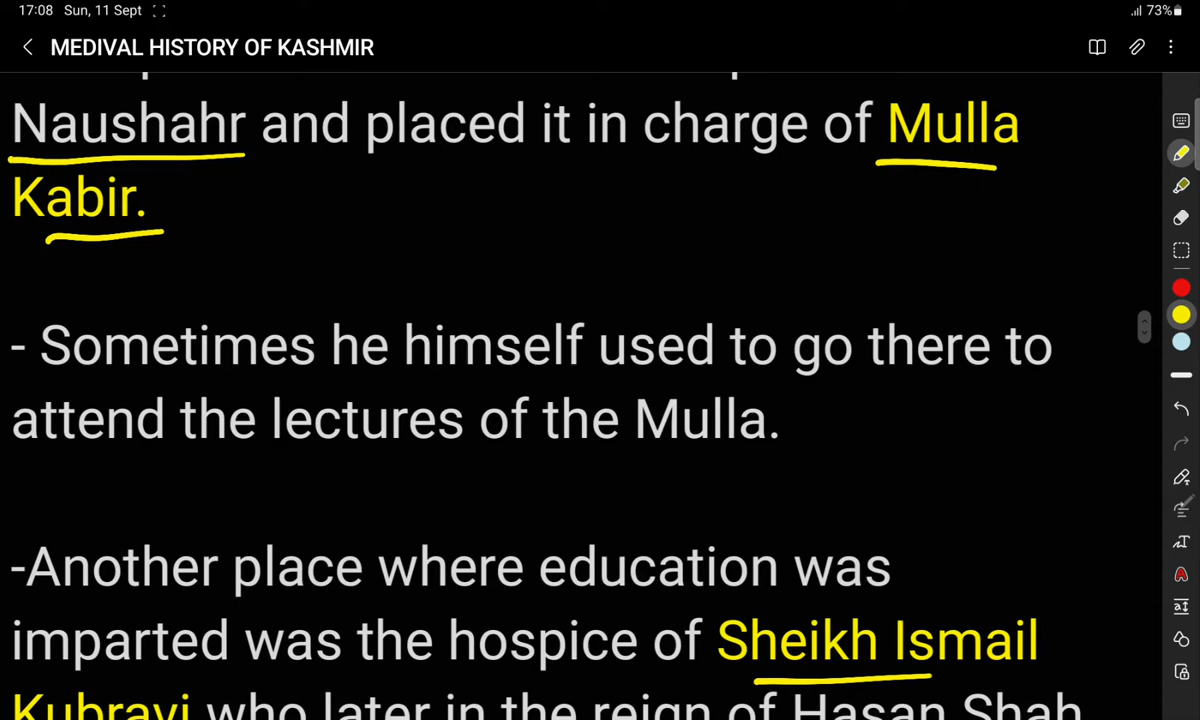 17:08 Sun, 11 Sept 73%
MEDIVAL HISTORY OF KASHMIR
Naushahr and placed it in charge of Mulla
Kabir.
- Sometimes he himself used to go there to
attend the lectures of the Mulla.
-Another place where education was
imparted was the hospice of Sheikh Ismail
Kubravi who later in the reign of Hasan Shah